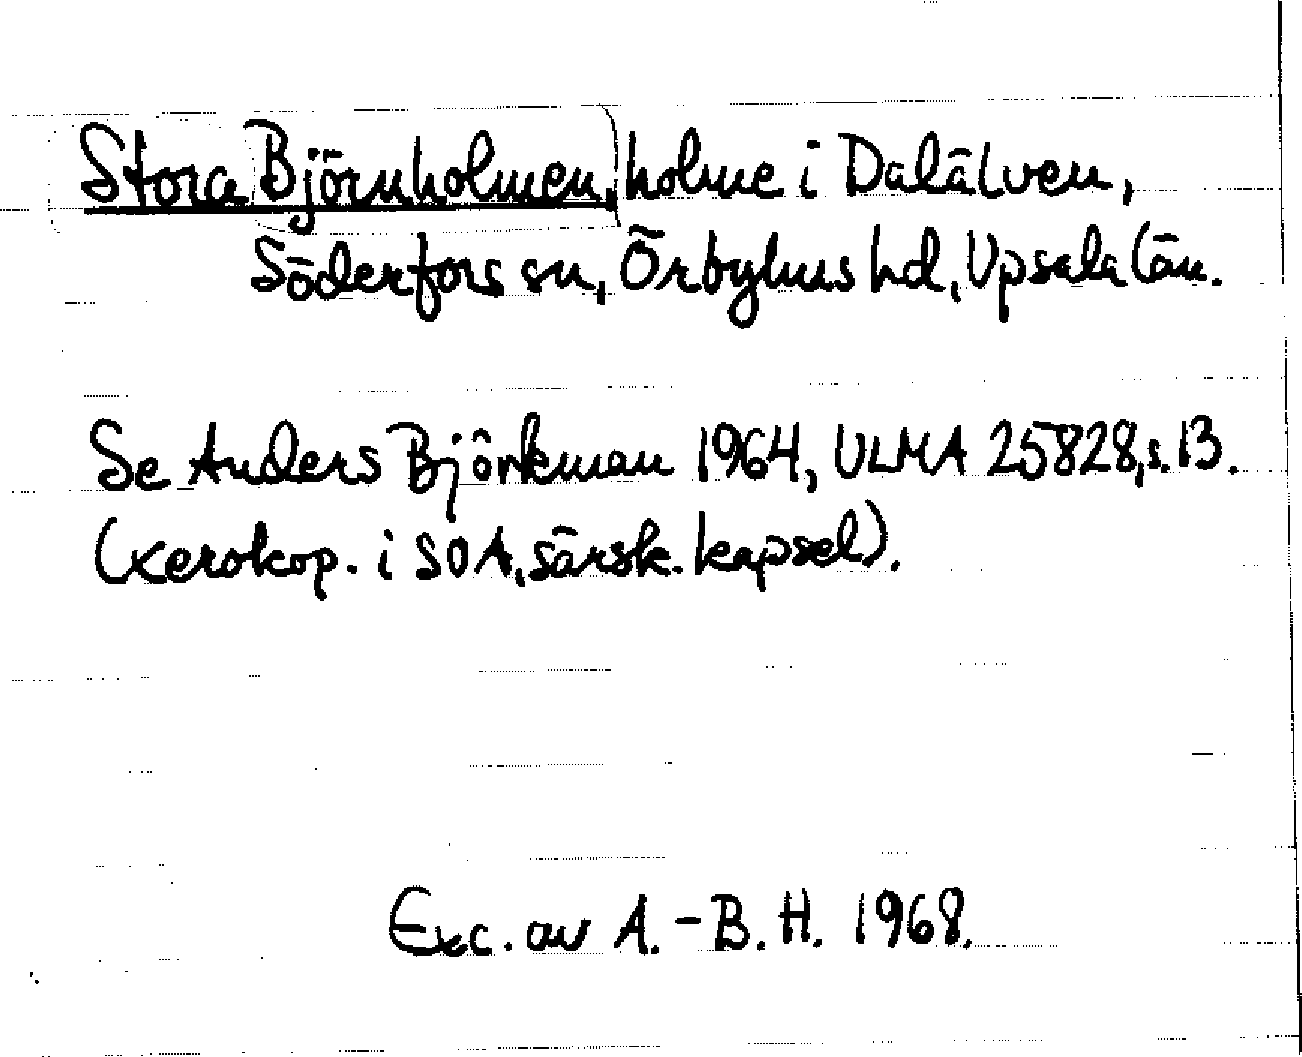 Stora Björnholmen, holme i Dalälven,
Söderfors sn, Örbyhus hd, Upsala län.
Se Anders Björkman 1964, ULMA 25828, s. 13.
(xerokop. i SOA, särsk. kapsel).
Exc. av A.-B. H. 1968.